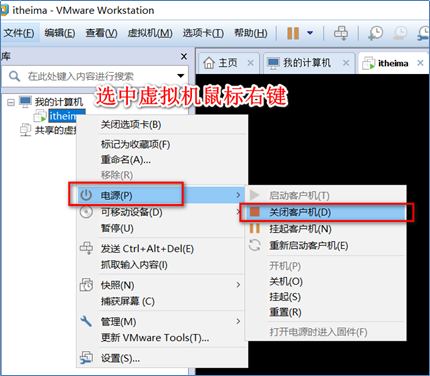 itheima - VMware Workstation
文件(F) 编辑(E) 查看(V) 虚拟机(M) 选项卡(T) 帮助(H)
库
在此处键入内容进行搜索
主页 我的计算机 itheima
我的计算机
itheima
共享的虚拟
选中虚拟机鼠标右键
关闭选项卡(B)
标记为收藏项(F)
重命名(A)...
移除(R)
电源(P)
可移动设备(D)
暂停(U)
发送 Ctrl+Alt+Del(E)
抓取输入内容(I)
快照(N)
捕获屏幕 (C)
管理(M)
更新 VMware Tools(T)...
设置(S)...
启动客户机(T)
关闭客户机(D)
挂起客户机(N)
重新启动客户机(E)
开机(P)
关机(O)
挂起(S)
重置(R)
打开电源时进入固件(F)